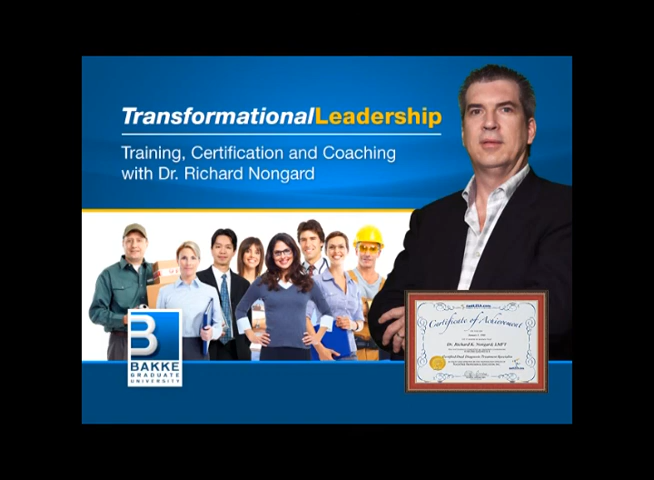 TransformationalLeadership
Training, Certification and Coaching
with Dr. Richard Nongard
B
BAKKE
GRADUATE
UNIVERSITY
Certificate of Achievement
Dr. Richard K. Nongard, LMFT